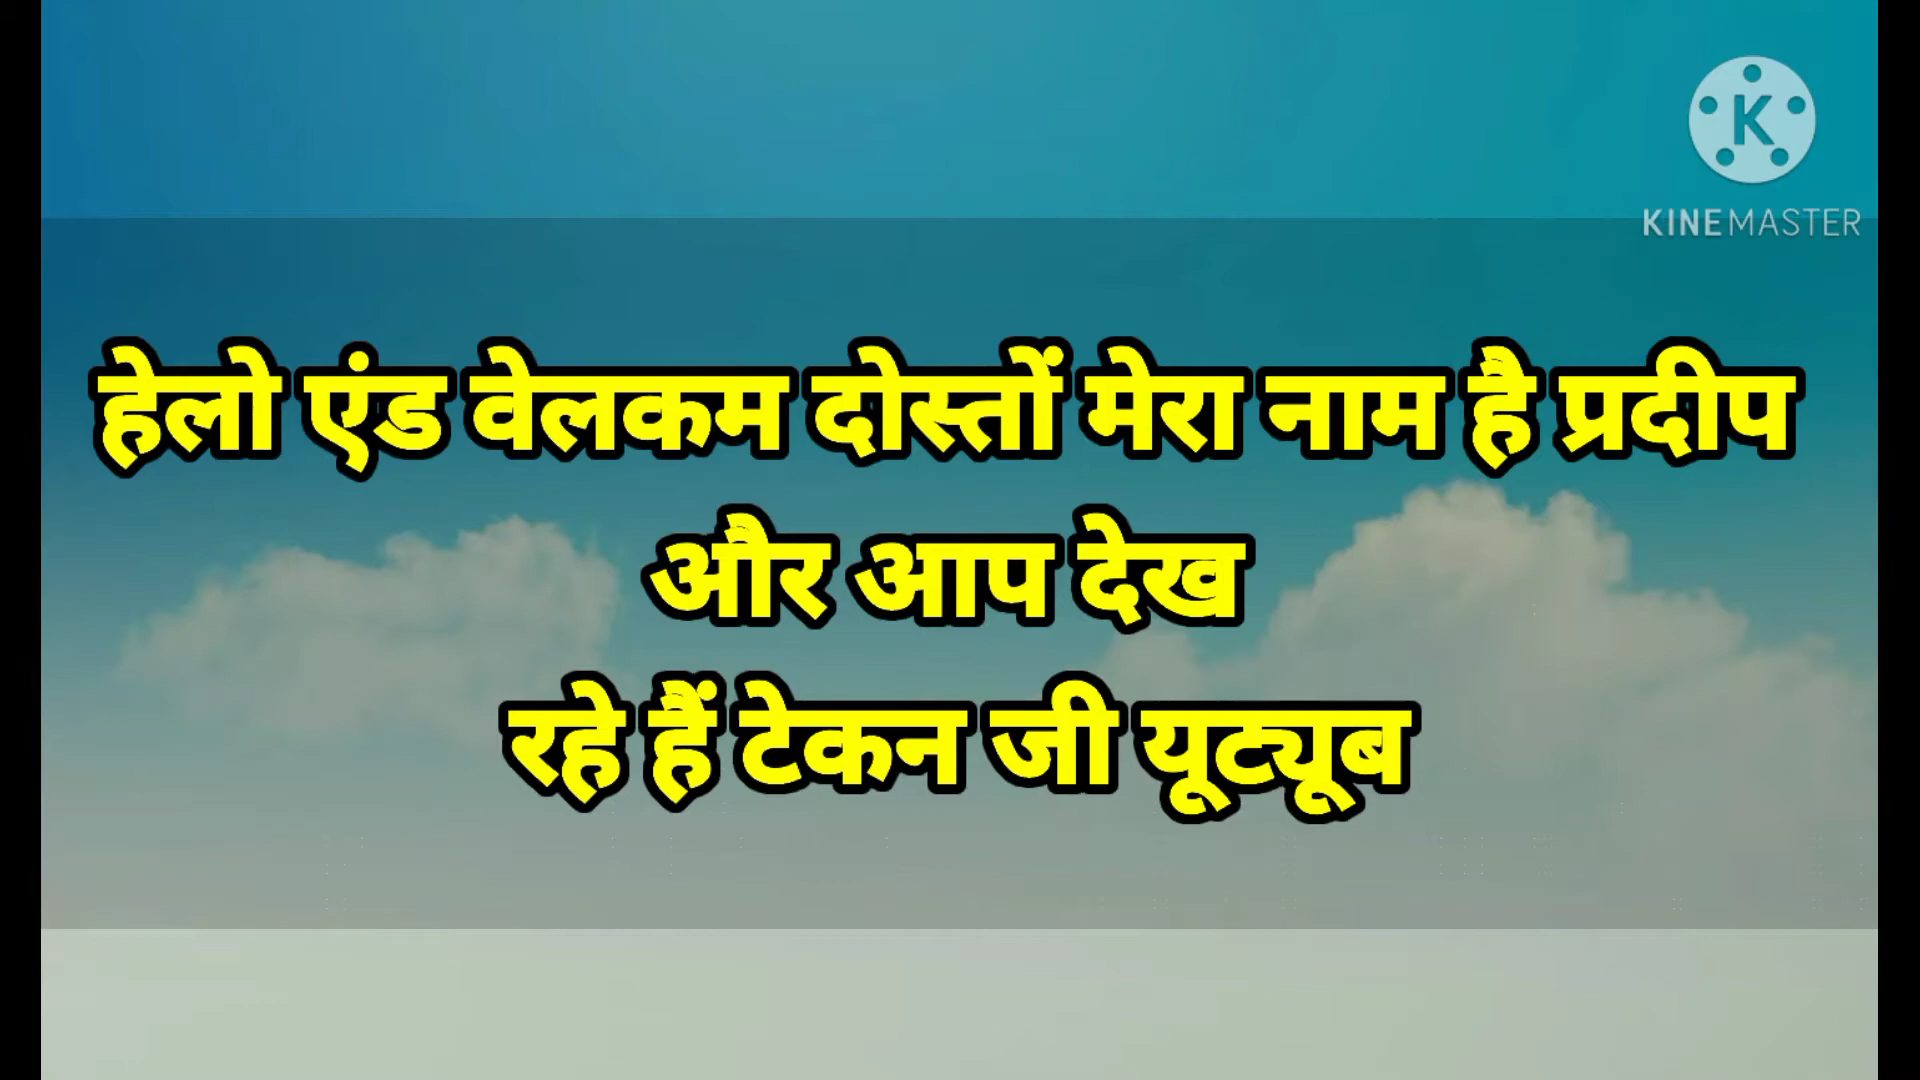 KINEMASTER
हेलो एंड वेलकम दोस्तों मेरा नाम है प्रदीप
और आप देख
रहे हैं टेकन जी यूट्यूब